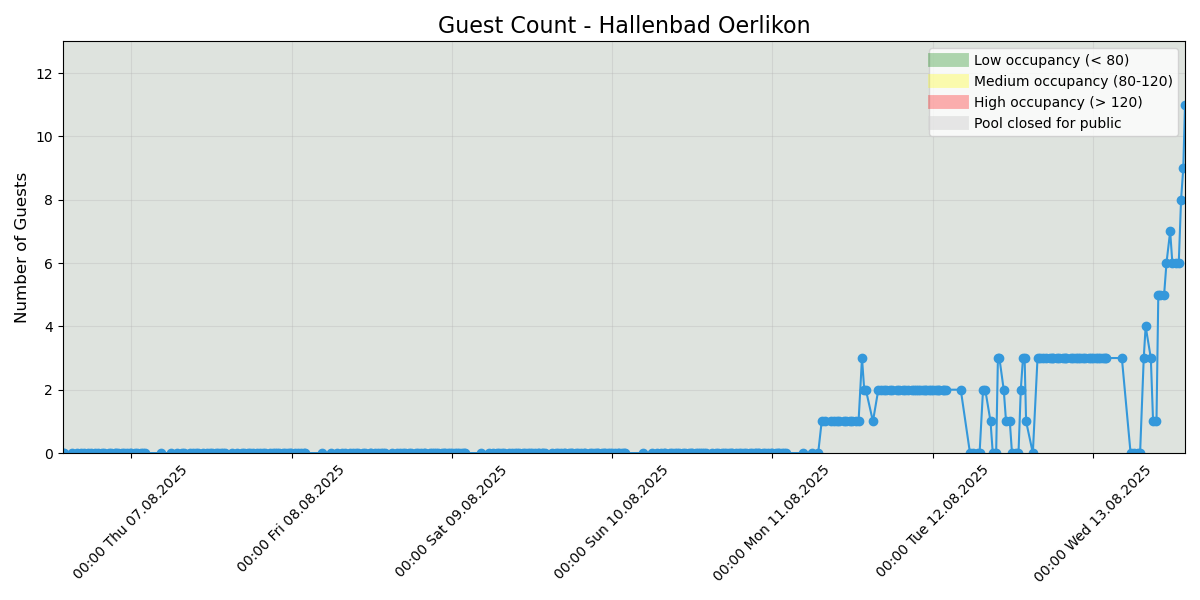 Guest Count - Hallenbad Oerlikon
Low occupancy (< 80)
Medium occupancy (80-120)
High occupancy (> 120)
Pool closed for public
Number of Guests
12
10
8
6
4
2
0
00:00 Thu 07.08.2025
00:00 Fri 08.08.2025
00:00 Sat 09.08.2025
00:00 Sun 10.08.2025
00:00 Mon 11.08.2025
00:00 Tue 12.08.2025
00:00 Wed 13.08.2025